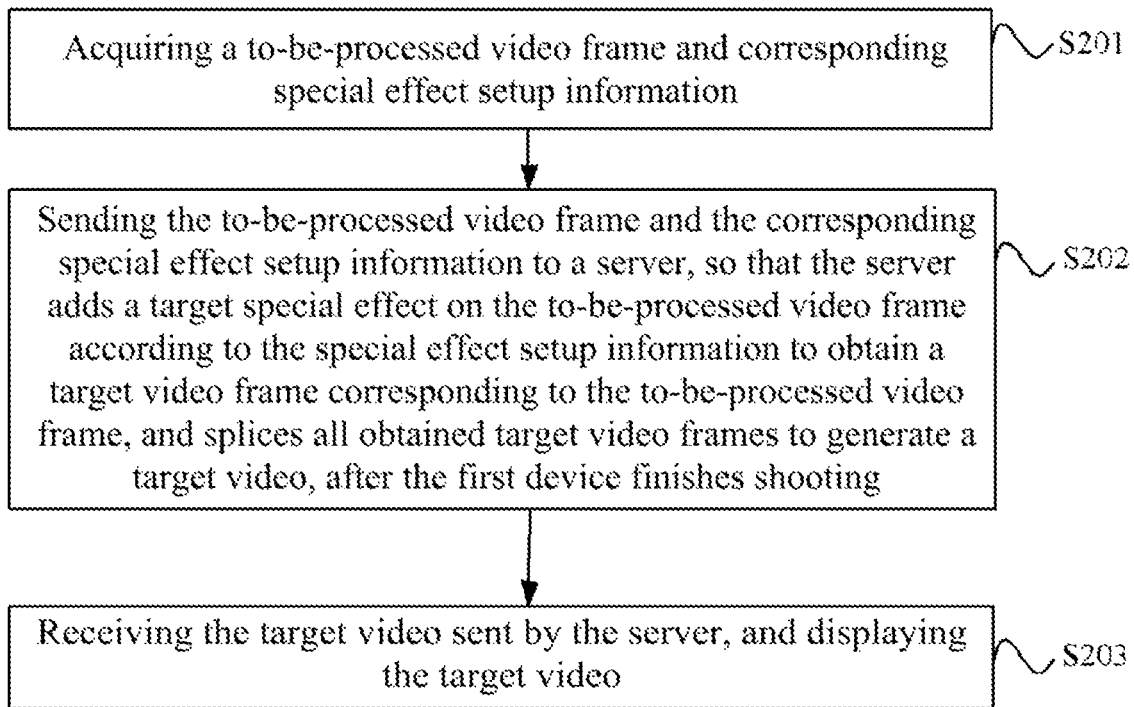 Acquiring a to-be-processed video frame and corresponding
special effect setup information
S201
Sending the to-be-processed video frame and the corresponding
special effect setup information to a server, so that the server
adds a target special effect on the to-be-processed video frame
according to the special effect setup information to obtain a
target video frame corresponding to the to-be-processed video
frame, and splices all obtained target video frames to generate a
target video, after the first device finishes shooting
S202
Receiving the target video sent by the server, and displaying
the target video
S203